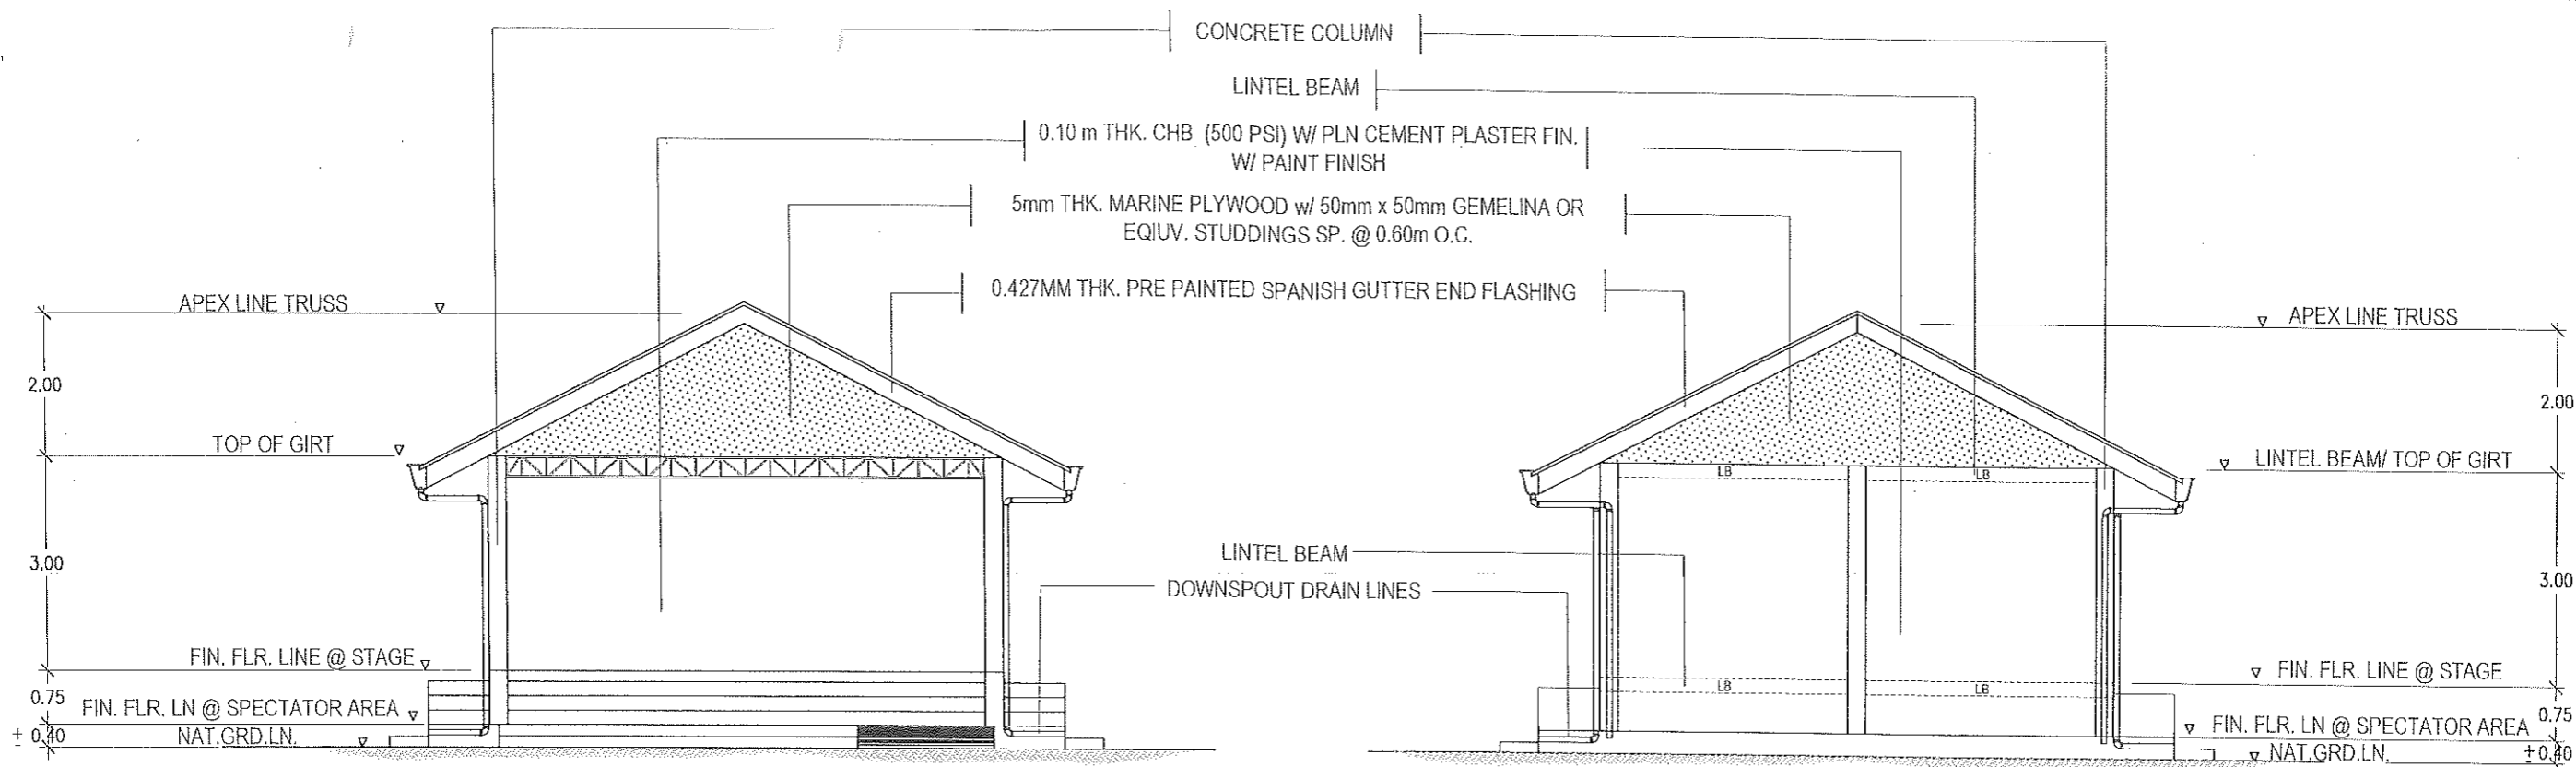 CONCRETE COLUMN
LINTEL BEAM
0.10 m THK. CHB (500 PSI) W/ PLN CEMENT PLASTER FIN.
W/ PAINT FINISH
5mm THK. MARINE PLYWOOD w/ 50mm x 50mm GEMELINA OR
EQIUV. STUDDINGS SP. @ 0.60m O.C.
0.427MM THK. PRE PAINTED SPANISH GUTTER END FLASHING
APEX LINE TRUSS
2.00
TOP OF GIRT
3.00
FIN. FLR. LINE @ STAGE
0.75
FIN. FLR. LN @ SPECTATOR AREA
± 0.40
NAT.GRD.LN.
LINTEL BEAM
DOWNSPOUT DRAIN LINES
LB
LB
LB
LB
APEX LINE TRUSS
2.00
LINTEL BEAM/ TOP OF GIRT
3.00
FIN. FLR. LINE @ STAGE
0.75
FIN. FLR. LN @ SPECTATOR AREA
NAT.GRD.LN.
± 0.40